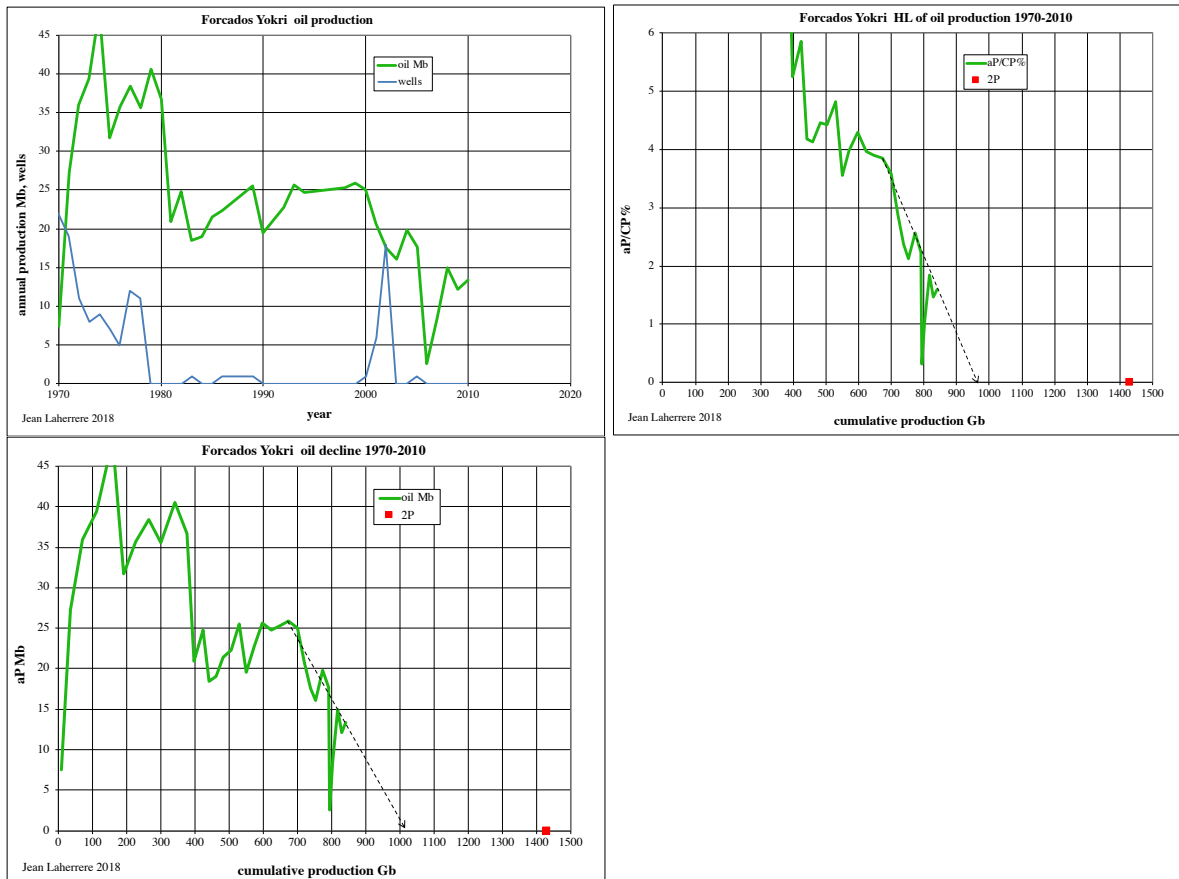 Forcados Yokri oil production
45
40
35
30
25
20
15
10
5
0
annual production Mb, wells
oil Mb
wells
1970 1980 1990 2000 2010 2020
year
Jean Laherrere 2018
Forcados Yokri HL of oil production 1970-2010
6
5
4
3
2
1
0
aP/CP%
aP/CP%
2P
0 100 200 300 400 500 600 700 800 900 1000 1100 1200 1300 1400 1500
cumulative production Gb
Jean Laherrere 2018
Forcados Yokri oil decline 1970-2010
45
40
35
30
25
20
15
10
5
0
aP Mb
oil Mb
2P
0 100 200 300 400 500 600 700 800 900 1000 1100 1200 1300 1400 1500
cumulative production Gb
Jean Laherrere 2018